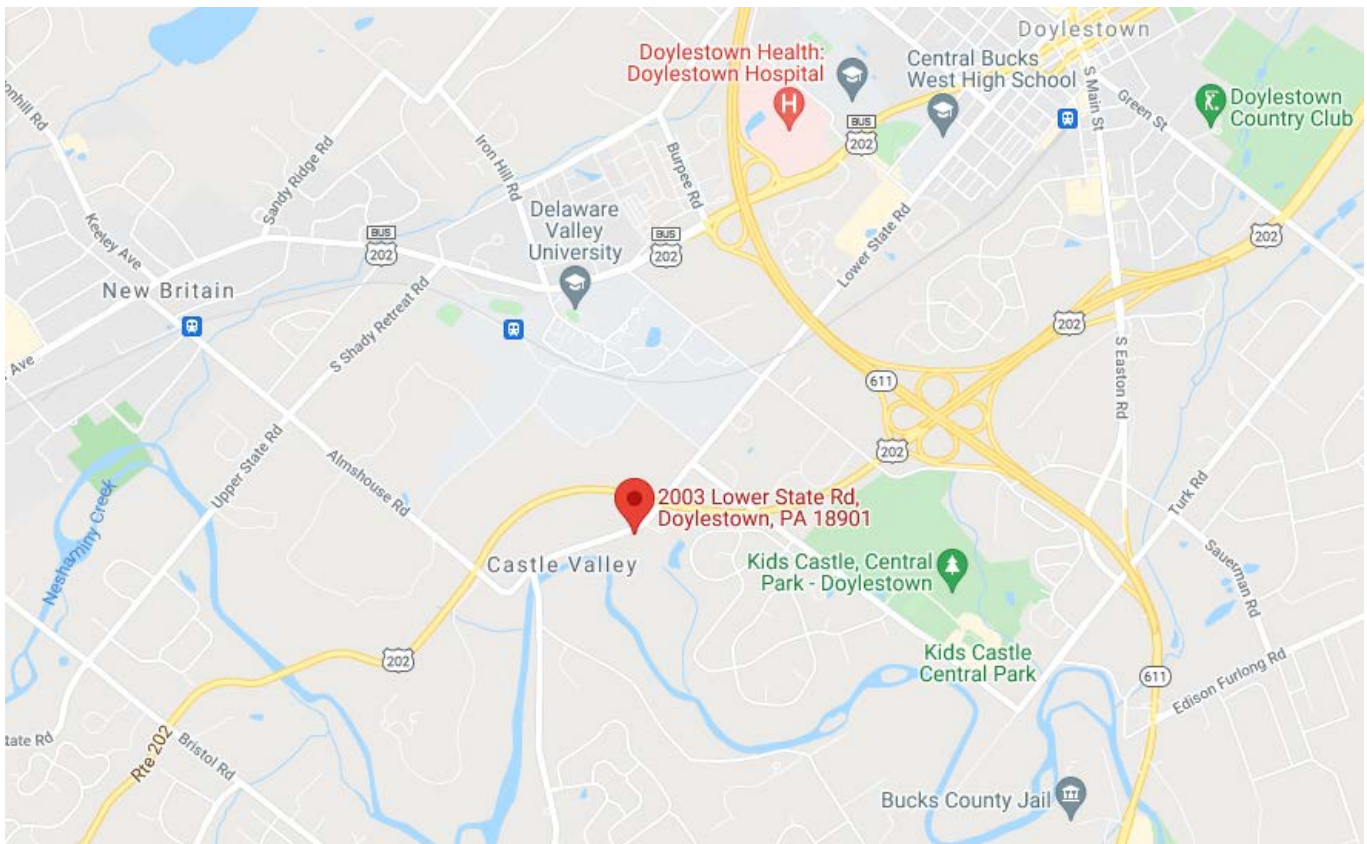 Doylestown
Doylestown Health:
Doylestown Hospital
Central Bucks
West High School
S Main St
Green St
Doylestown
Country Club
BUS
202
BUS
202
BUS
202
202
202
202
202
611
611
Sandy Ridge Rd
Iron Hill Rd
Burpee Rd
Lower State Rd
Keeley Ave
Delaware
Valley
University
New Britain
S Shady Retreat Rd
Ave
S Easton Rd
Upper State Rd
Almshouse Rd
Neshaminy Creek
2003 Lower State Rd,
Doylestown, PA 18901
Castle Valley
Turk Rd
Sauerman Rd
Kids Castle, Central
Park - Doylestown
Kids Castle
Central Park
Edison Furlong Rd
Rte 202
Bristol Rd
tate Rd
Bucks County Jail
H